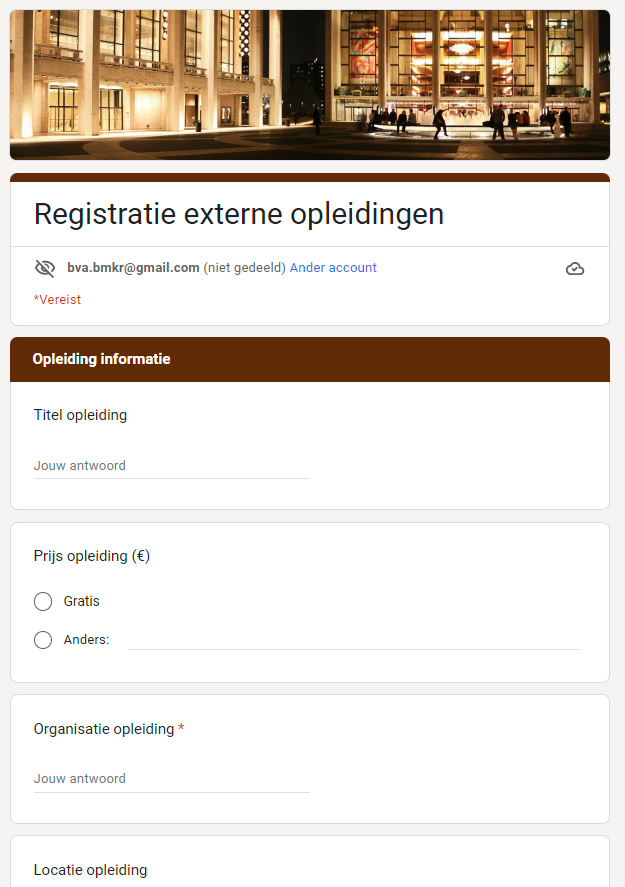 Registratie externe opleidingen
bva.bmkr@gmail.com (niet gedeeld) Ander account
*Vereist
Opleiding informatie
Titel opleiding
Jouw antwoord
Prijs opleiding (€)
Gratis
Anders:
Organisatie opleiding *
Jouw antwoord
Locatie opleiding